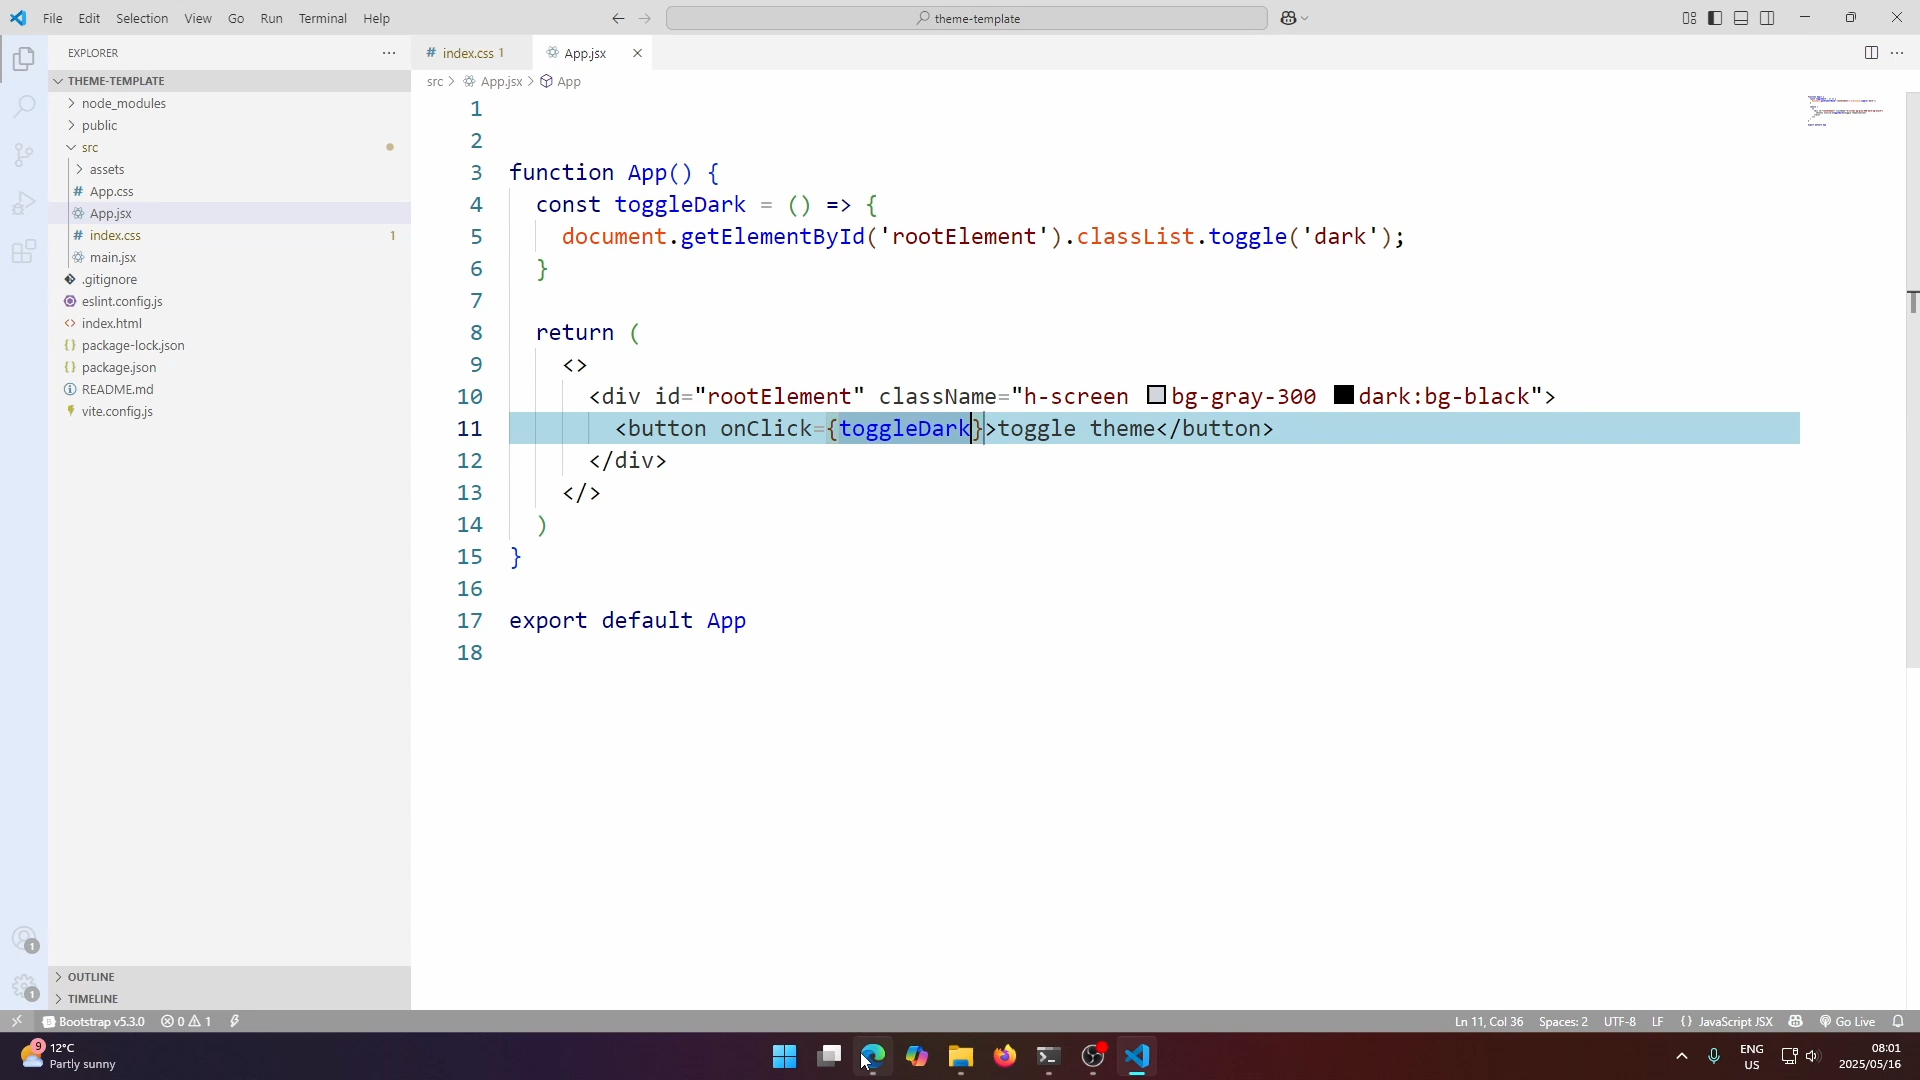 File Edit Selection View Go Run Terminal Help
theme-template
EXPLORER
THEME-TEMPLATE
node_modules
public
src
assets
App.css
App.jsx
index.css 1
main.jsx
.gitignore
eslint.config.js
index.html
package-lock.json
package.json
README.md
vite.config.js
OUTLINE
TIMELINE
index.css 1
App.jsx
src > App.jsx > App
1
2
3 function App() {
4 const toggleDark = () => {
5 document.getElementById('rootElement').classList.toggle('dark');
6 }
7
8 return (
9 <>
10 <div id="rootElement" className="h-screen bg-gray-300 dark:bg-black">
11 <button onClick={toggleDark}>toggle theme</button>
12 </div>
13 </>
14 )
15 }
16
17 export default App
18
1
1
Bootstrap v5.3.0 0 1
Ln 11, Col 36 Spaces: 2 UTF-8 LF {} JavaScript JSX Go Live
9
12°C
Partly sunny
ENG
US
08:01
2025/05/16